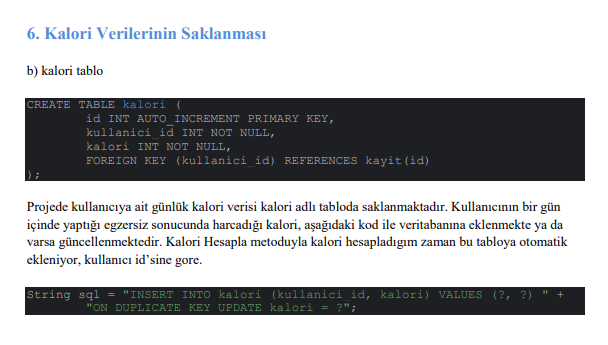 6. Kalori Verilerinin Saklanması
b) kalori tablo
CREATE TABLE kalori (
id INT AUTO_INCREMENT PRIMARY KEY,
kullanici_id INT NOT NULL,
kalori INT NOT NULL,
FOREIGN KEY (kullanici_id) REFERENCES kayit(id)
);
Projede kullanıcıya ait günlük kalori verisi kalori adlı tabloda saklanmaktadır. Kullanıcının bir gün
içinde yaptığı egzersiz sonucunda harcadığı kalori, aşağıdaki kod ile veritabanına eklenmekte ya da
varsa güncellenmektedir. Kalori Hesapla metoduyla kalori hesapladıgım zaman bu tabloya otomatik
ekleniyor, kullanıcı id’sine gore.
String sql = "INSERT INTO kalori (kullanici_id, kalori) VALUES (?, ?) " +
"ON DUPLICATE KEY UPDATE kalori = ?";